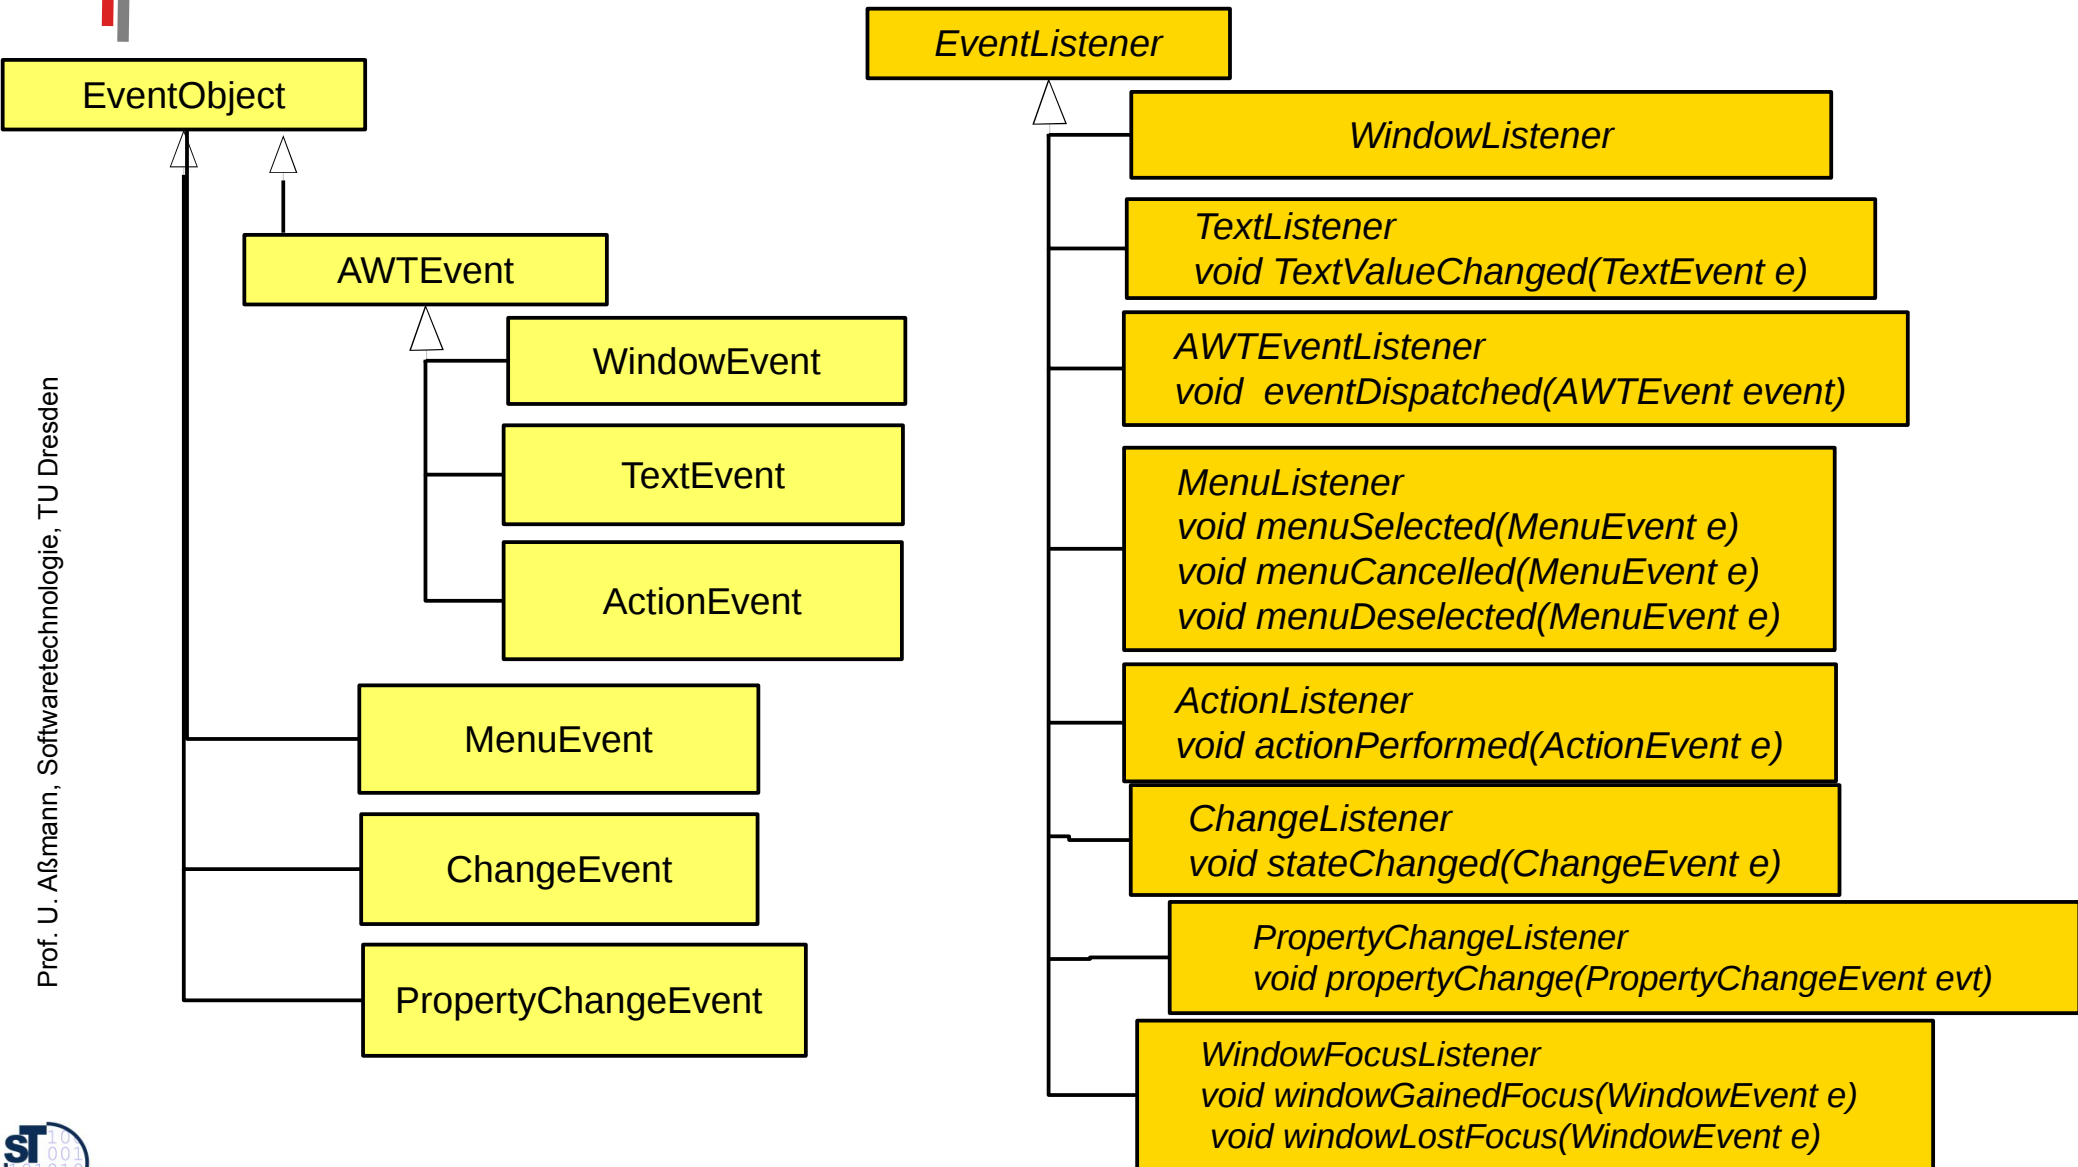 EventObject
AWTEvent
WindowEvent
TextEvent
ActionEvent
MenuEvent
ChangeEvent
PropertyChangeEvent
EventListener
WindowListener
TextListener
void TextValueChanged(TextEvent e)
AWTEventListener
void  eventDispatched(AWTEvent event)
MenuListener
void menuSelected(MenuEvent e)
void menuCancelled(MenuEvent e)
void menuDeselected(MenuEvent e)
ActionListener
void actionPerformed(ActionEvent e)
ChangeListener
void stateChanged(ChangeEvent e)
PropertyChangeListener
void propertyChange(PropertyChangeEvent evt)
WindowFocusListener
void windowGainedFocus(WindowEvent e)
void windowLostFocus(WindowEvent e)
Prof. U. Aßmann, Softwaretechnologie, TU Dresden
ST